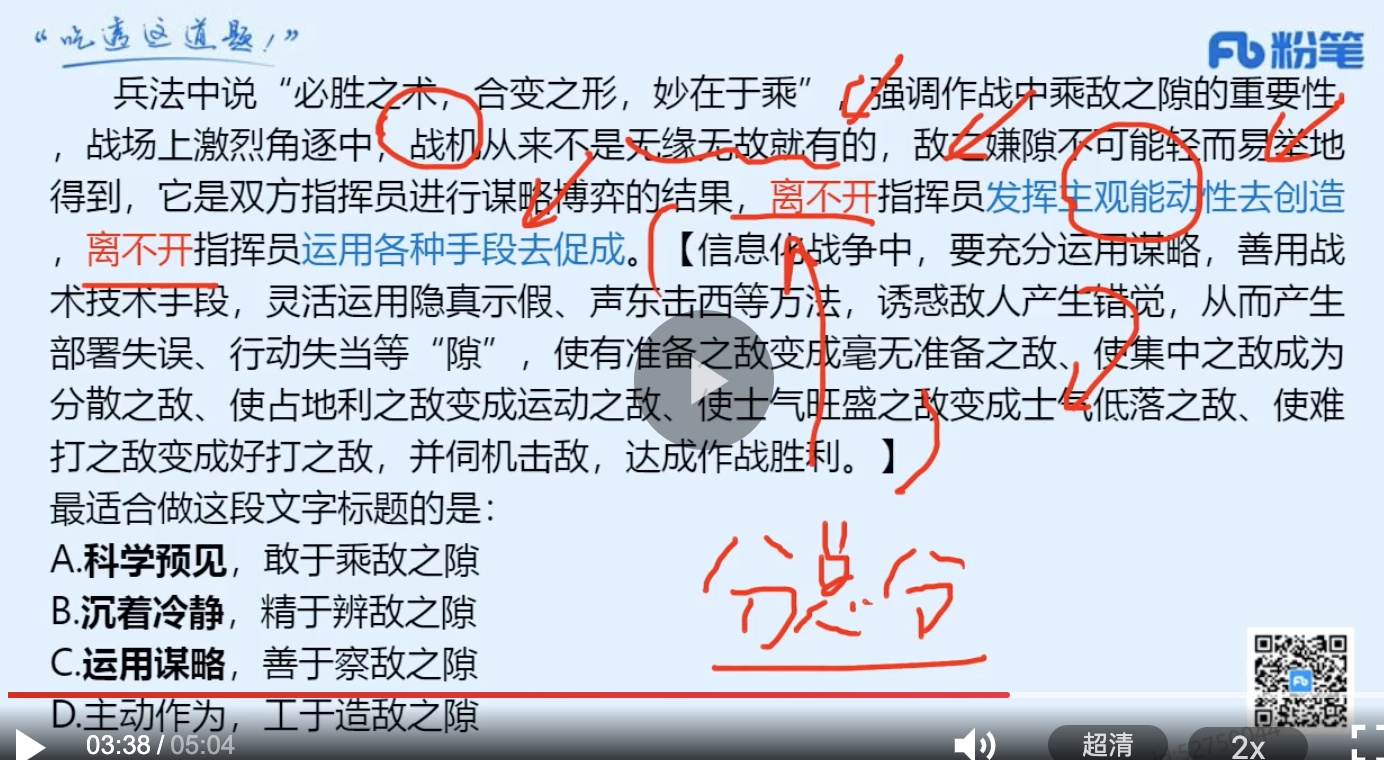 “吃透这道题！”
粉笔
兵法中说“必胜之术，合变之形，妙在于乘”，强调作战中乘敌之隙的重要性
，战场上激烈角逐中，战机从来不是无缘无故就有的，敌之嫌隙不可能轻而易举地
得到，它是双方指挥员进行谋略博弈的结果，离不开指挥员发挥主观能动性去创造
，离不开指挥员运用各种手段去促成。【信息化战争中，要充分运用谋略，善用战
术技术手段，灵活运用隐真示假、声东击西等方法，诱惑敌人产生错觉，从而产生
部署失误、行动失当等“隙”，使有准备之敌变成毫无准备之敌、使集中之敌成为
分散之敌、使占地利之敌变成运动之敌、使士气旺盛之敌变成士气低落之敌、使难
打之敌变成好打之敌，并伺机击敌，达成作战胜利。】
最适合做这段文字标题的是：
A.科学预见，敢于乘敌之隙
B.沉着冷静，精于辨敌之隙
C.运用谋略，善于察敌之隙
D.主动作为，工于造敌之隙
分总分
03:38 / 05:04
超清
2x